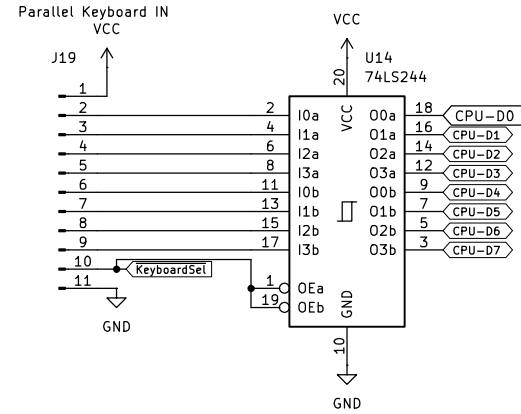 Parallel Keyboard IN
VCC
VCC
J19
U14
74LS244
20
VCC
1
2 2 I0a O0a 18 CPU-D0
3 4 I1a O1a 16 CPU-D1
4 6 I2a O2a 14 CPU-D2
5 8 I3a O3a 12 CPU-D3
6 11 I0b O0b 9 CPU-D4
7 13 I1b O1b 7 CPU-D5
8 15 I2b O2b 5 CPU-D6
9 17 I3b O3b 3 CPU-D7
10 KeyboardSel
11
1 OEa
19 OEb
GND
GND
10
GND